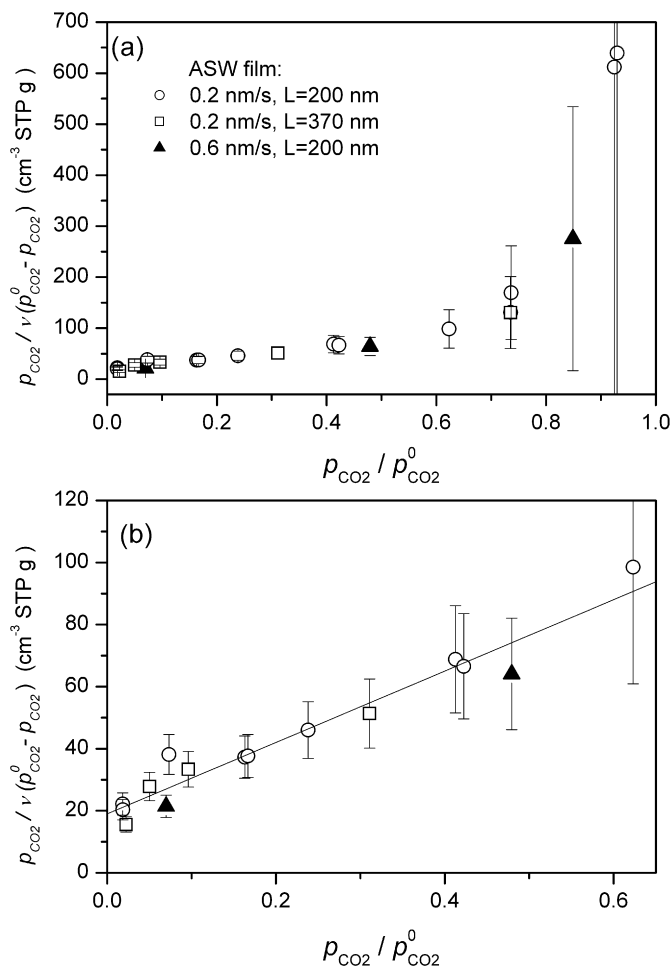 (a)
ASW film:
0.2 nm/s, L=200 nm
0.2 nm/s, L=370 nm
0.6 nm/s, L=200 nm
700
600
500
400
300
200
100
0
p_CO2 / v (p^0_CO2 - p_CO2) (cm^-3 STP g)
0.0 0.2 0.4 0.6 0.8 1.0
p_CO2 / p^0_CO2
(b)
120
100
80
60
40
20
0
p_CO2 / v (p^0_CO2 - p_CO2) (cm^-3 STP g)
0.0 0.2 0.4 0.6
p_CO2 / p^0_CO2